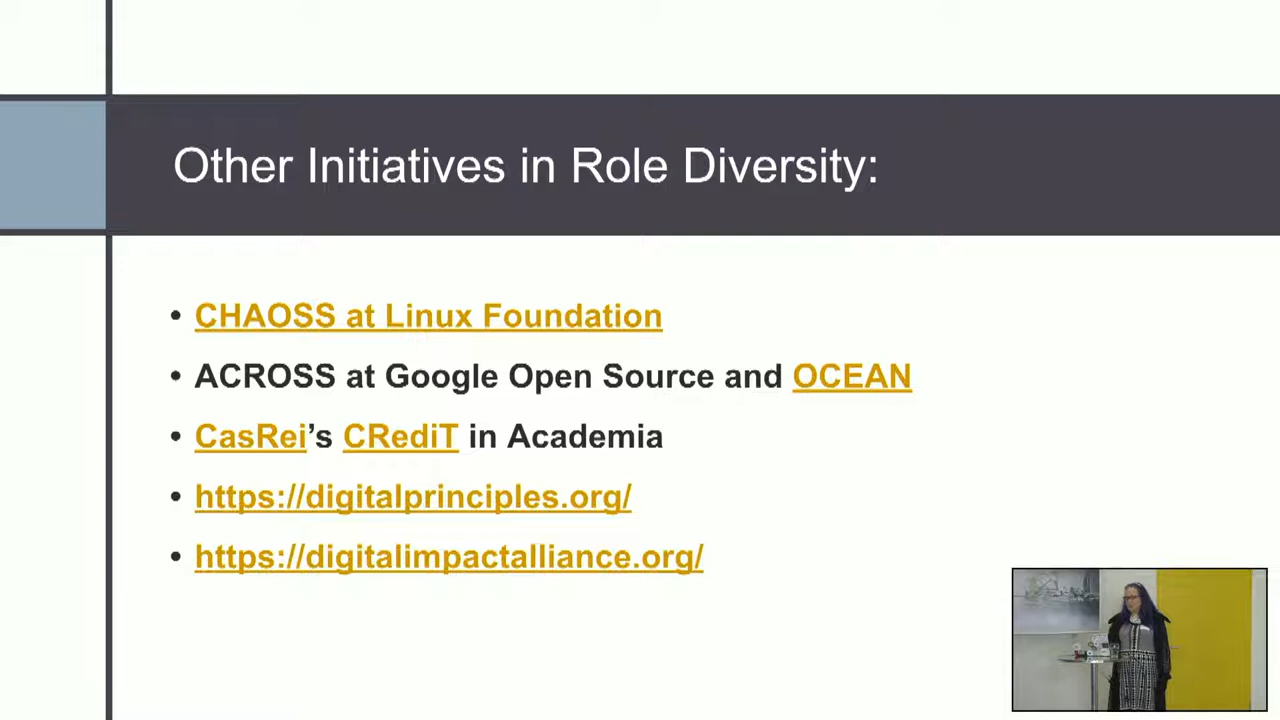 Other Initiatives in Role Diversity:
• CHAOSS at Linux Foundation
• ACROSS at Google Open Source and OCEAN
• CasRei's CRediT in Academia
• https://digitalprinciples.org/
• https://digitalimpactalliance.org/